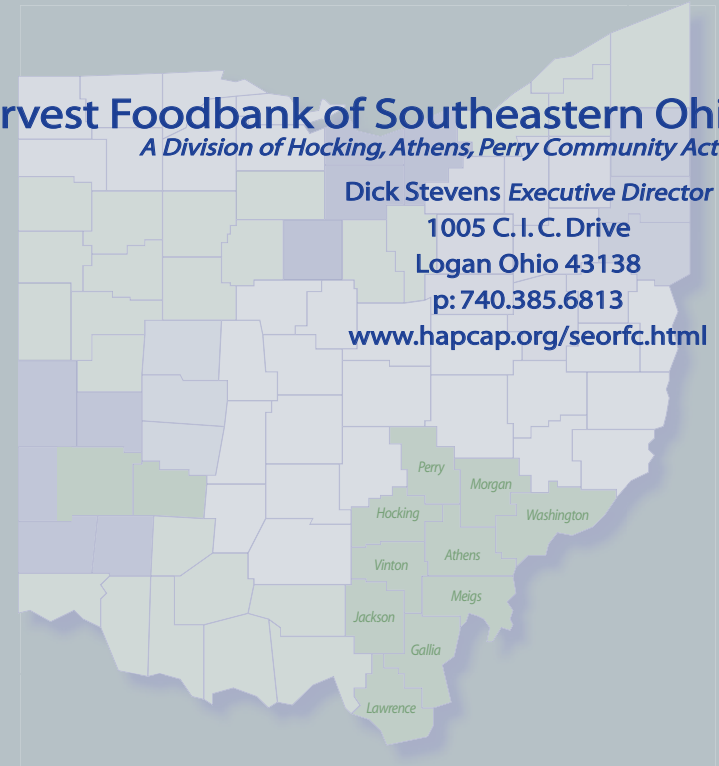 rvest Foodbank of Southeastern Ohi
A Division of Hocking, Athens, Perry Community Act
Dick Stevens Executive Director
1005 C. I. C. Drive
Logan Ohio 43138
p: 740.385.6813
www.hapcap.org/seorfc.html
Perry
Morgan
Hocking
Washington
Athens
Vinton
Meigs
Jackson
Gallia
Lawrence